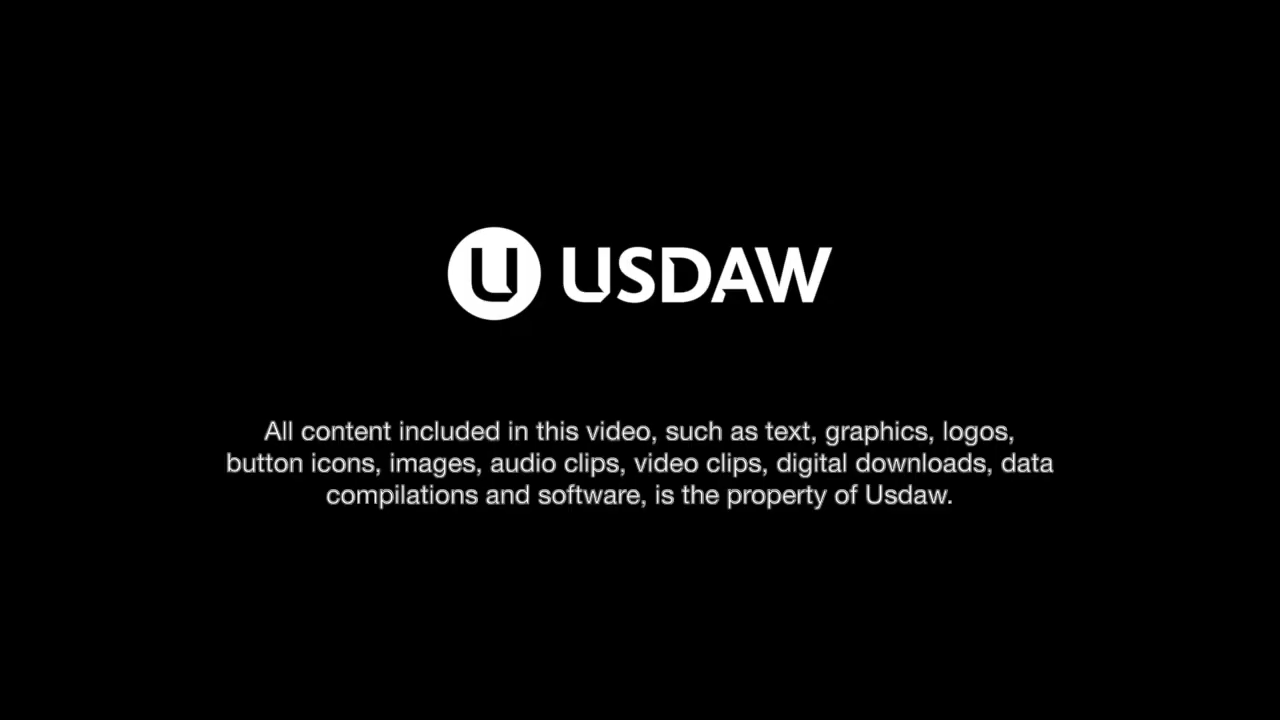 U USDAW
All content included in this video, such as text, graphics, logos,
button icons, images, audio clips, video clips, digital downloads, data
compilations and software, is the property of Usdaw.